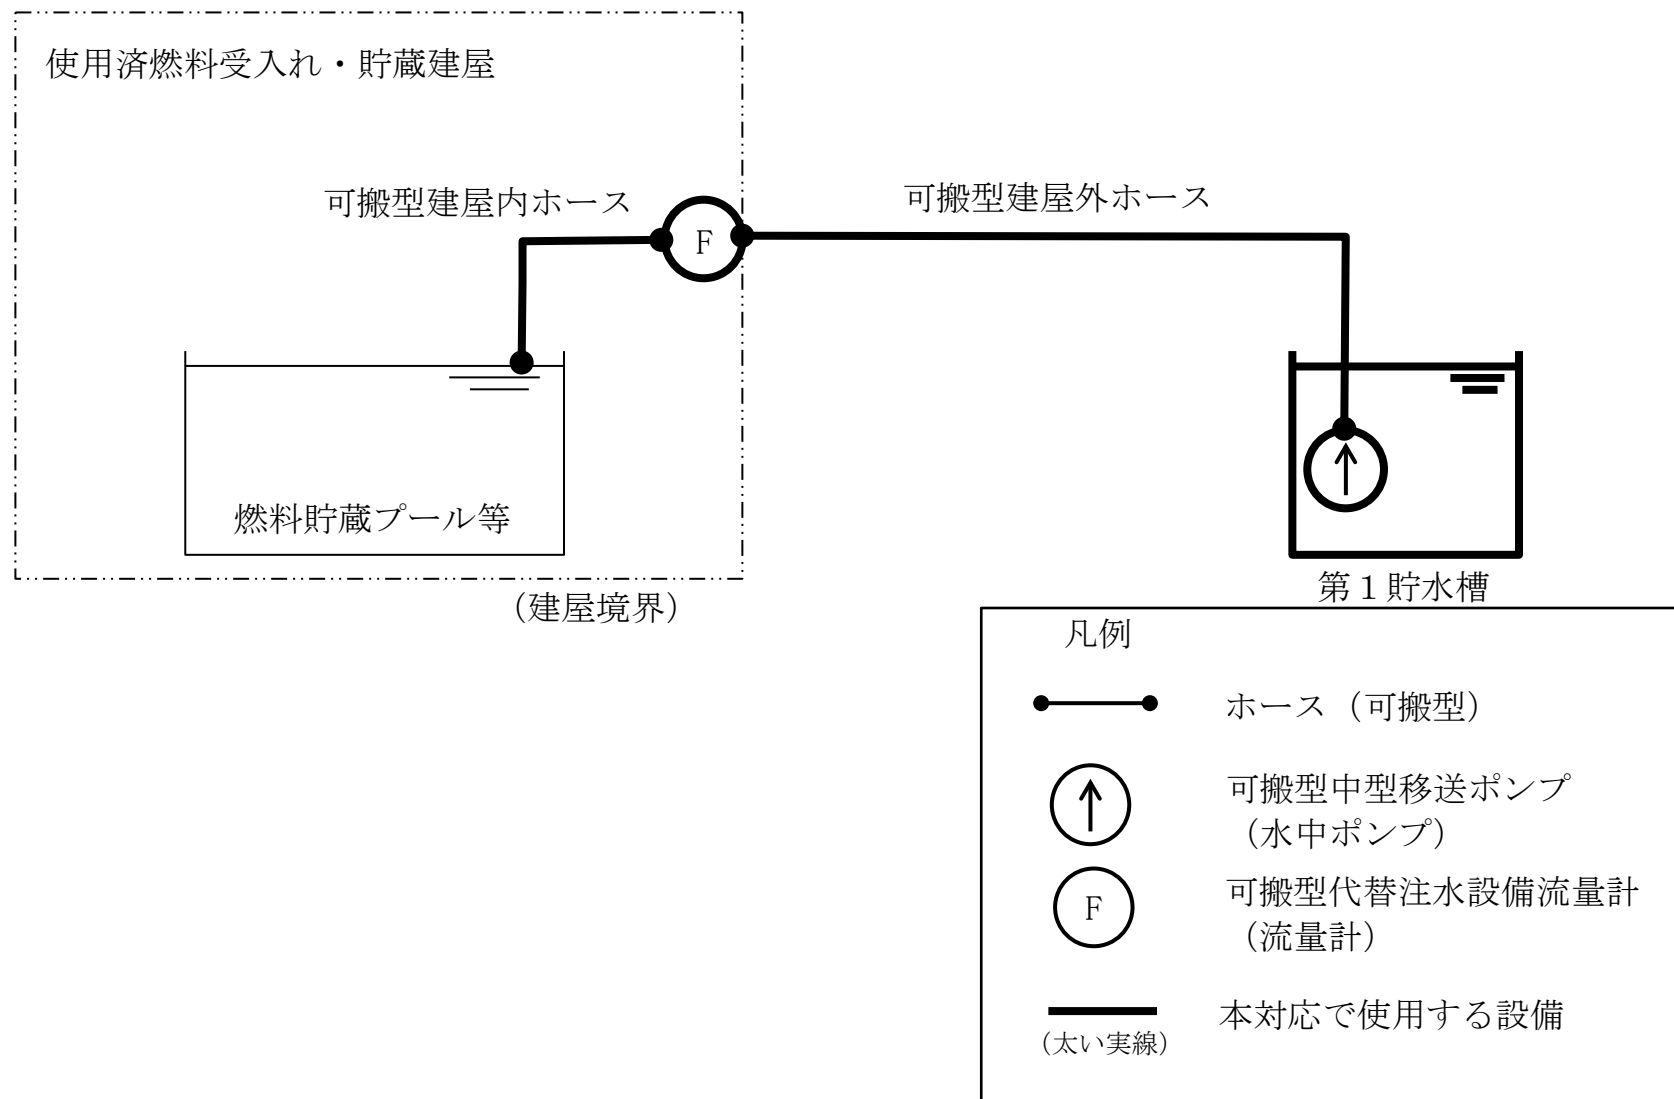 使用済燃料受入れ・貯蔵建屋
可搬型建屋内ホース
可搬型建屋外ホース
F
燃料貯蔵プール等
（建屋境界）
第１貯水槽
凡例
ホース（可搬型）
可搬型中型移送ポンプ
（水中ポンプ）
F
可搬型代替注水設備流量計
（流量計）
本対応で使用する設備
（太い実線）